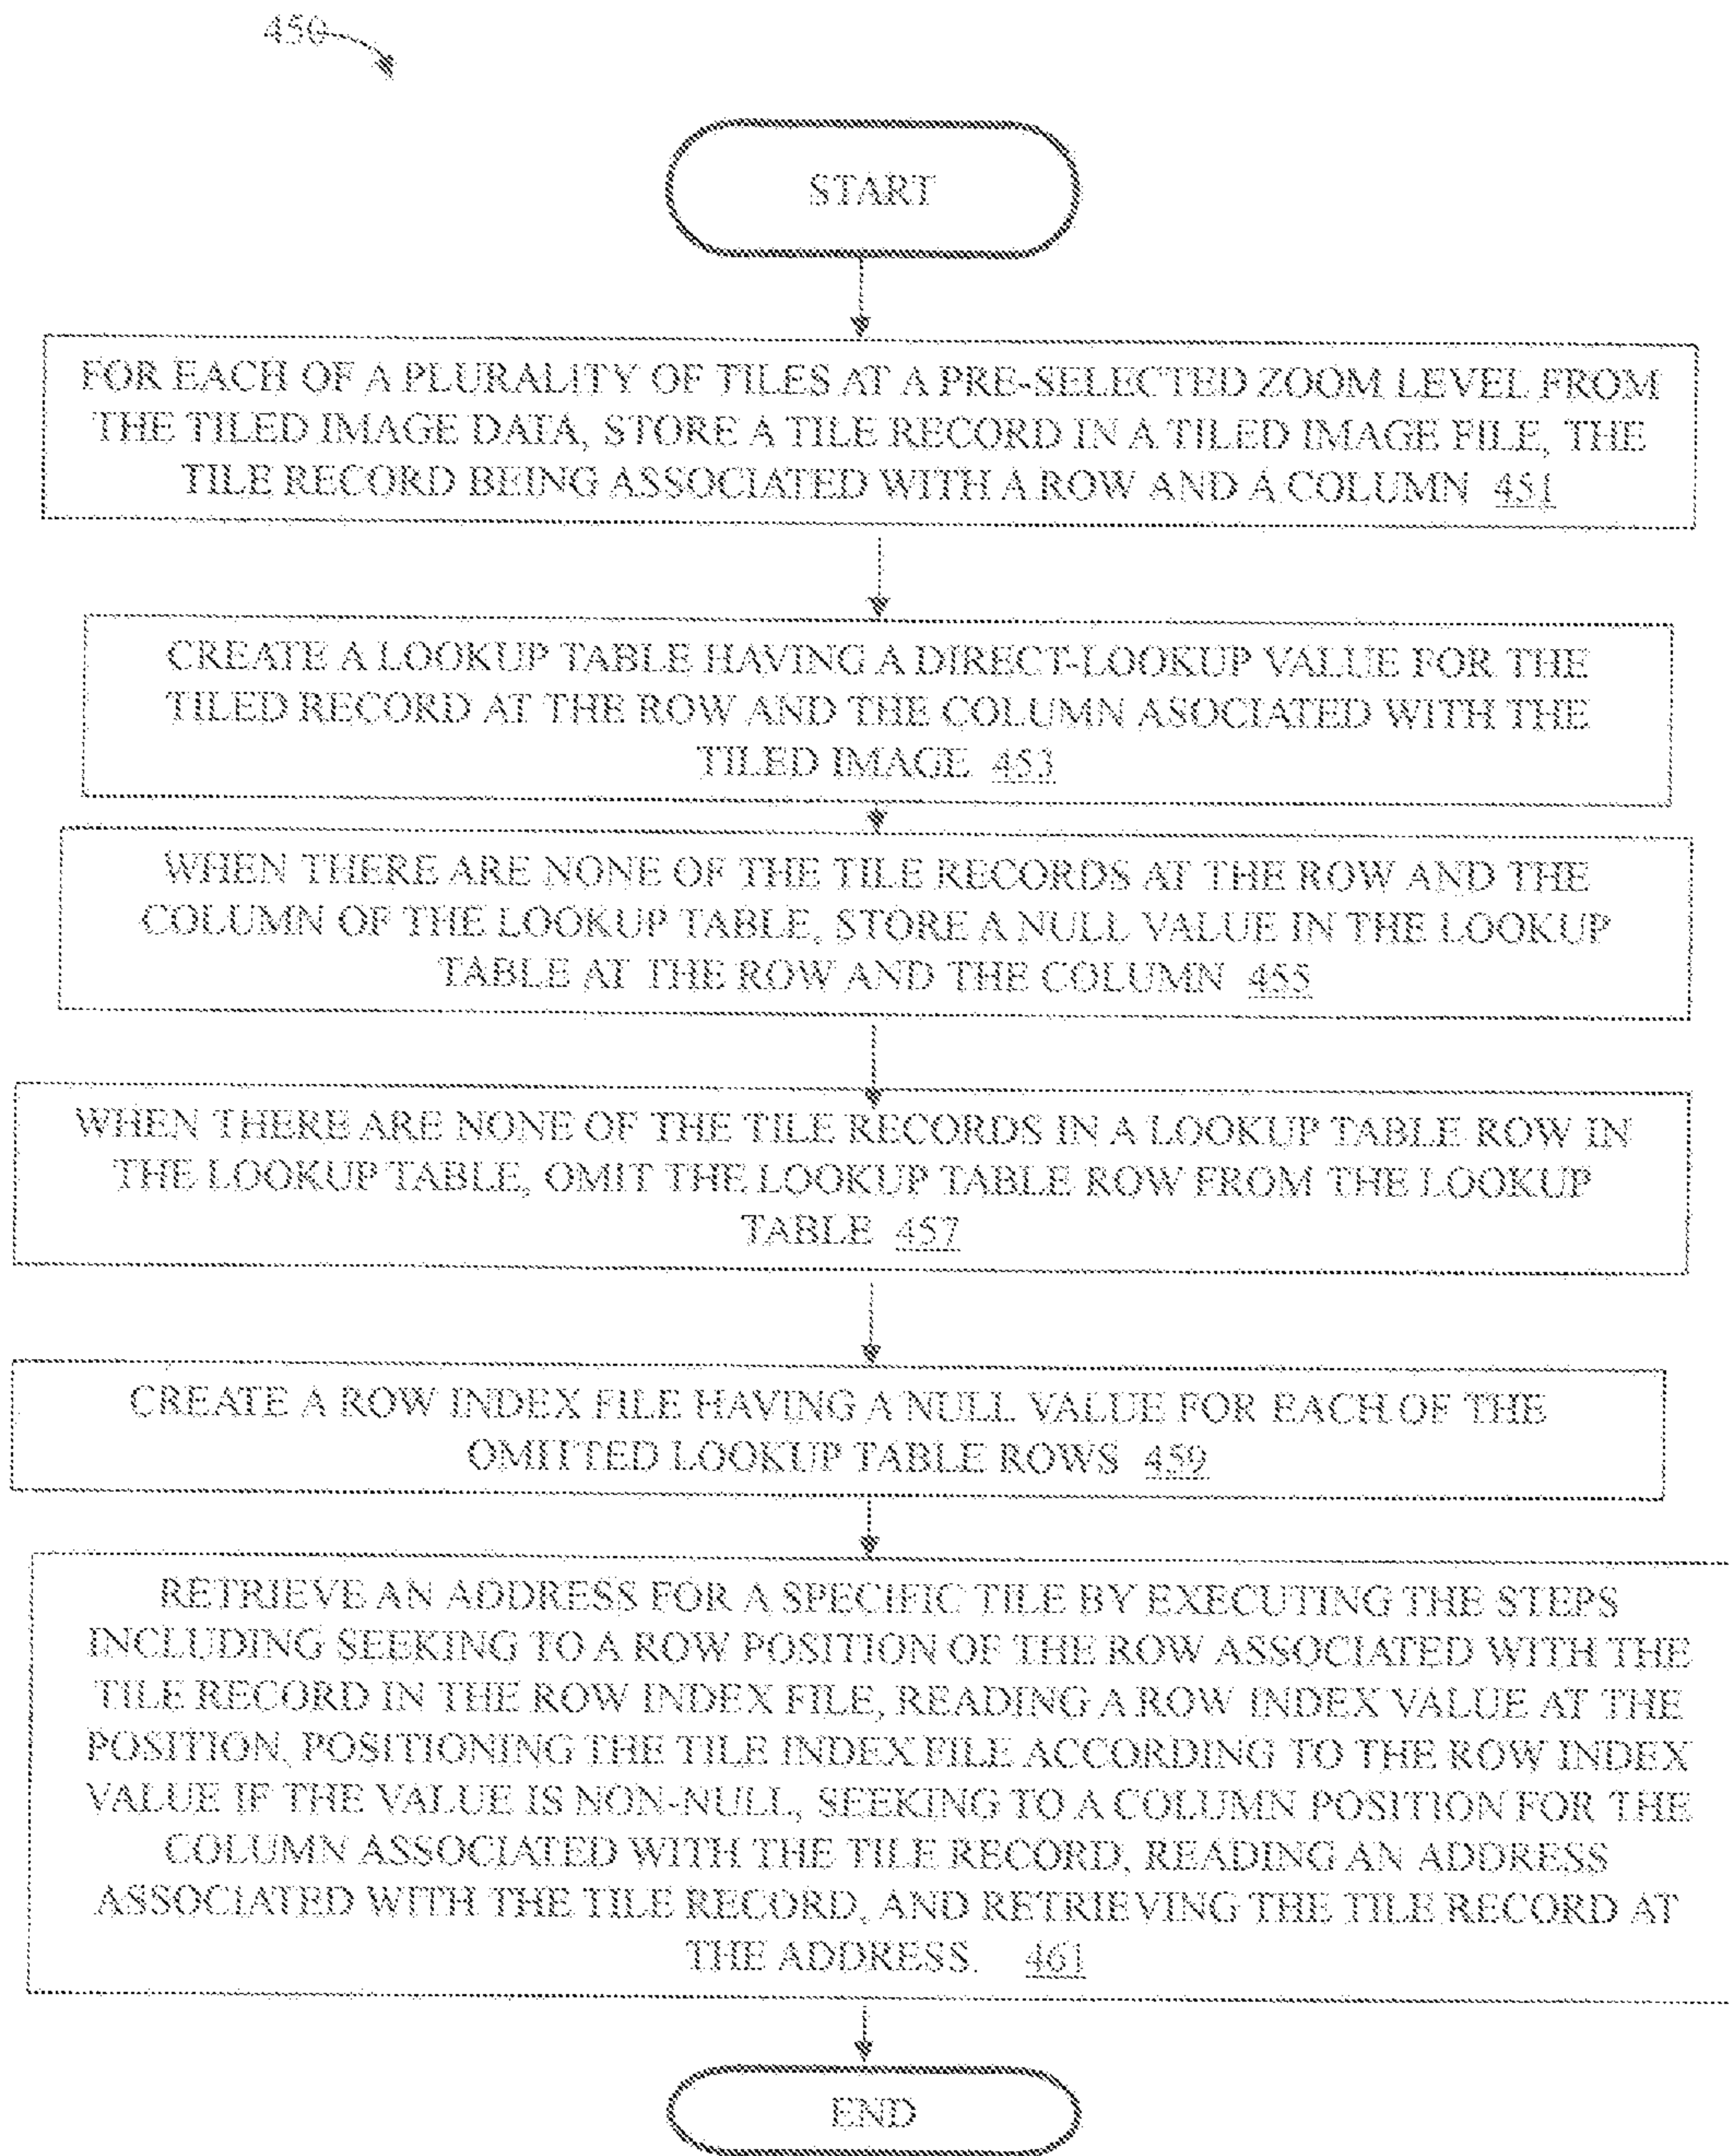 450
START
FOR EACH OF A PLURALITY OF TILES AT A PRE-SELECTED ZOOM LEVEL FROM
THE TILED IMAGE DATA, STORE A TILE RECORD IN A TILED IMAGE FILE, THE
TILE RECORD BEING ASSOCIATED WITH A ROW AND A COLUMN 451
CREATE A LOOKUP TABLE HAVING A DIRECT-LOOKUP VALUE FOR THE
TILED RECORD AT THE ROW AND THE COLUMN ASOCIATED WITH THE
TILED IMAGE 453
WHEN THERE ARE NONE OF THE TILE RECORDS AT THE ROW AND THE
COLUMN OF THE LOOKUP TABLE, STORE A NULL VALUE IN THE LOOKUP
TABLE AT THE ROW AND THE COLUMN 455
WHEN THERE ARE NONE OF THE TILE RECORDS IN A LOOKUP TABLE ROW IN
THE LOOKUP TABLE, OMIT THE LOOKUP TABLE ROW FROM THE LOOKUP
TABLE 457
CREATE A ROW INDEX FILE HAVING A NULL VALUE FOR EACH OF THE
OMITTED LOOKUP TABLE ROWS 459
RETRIEVE AN ADDRESS FOR A SPECIFIC TILE BY EXECUTING THE STEPS
INCLUDING SEEKING TO A ROW POSITION OF THE ROW ASSOCIATED WITH THE
TILE RECORD IN THE ROW INDEX FILE, READING A ROW INDEX VALUE AT THE
POSITION, POSITIONING THE TILE INDEX FILE ACCORDING TO THE ROW INDEX
VALUE IF THE VALUE IS NON-NULL, SEEKING TO A COLUMN POSITION FOR THE
COLUMN ASSOCIATED WITH THE TILE RECORD, READING AN ADDRESS
ASSOCIATED WITH THE TILE RECORD, AND RETRIEVING THE TILE RECORD AT
THE ADDRESS. 461
END